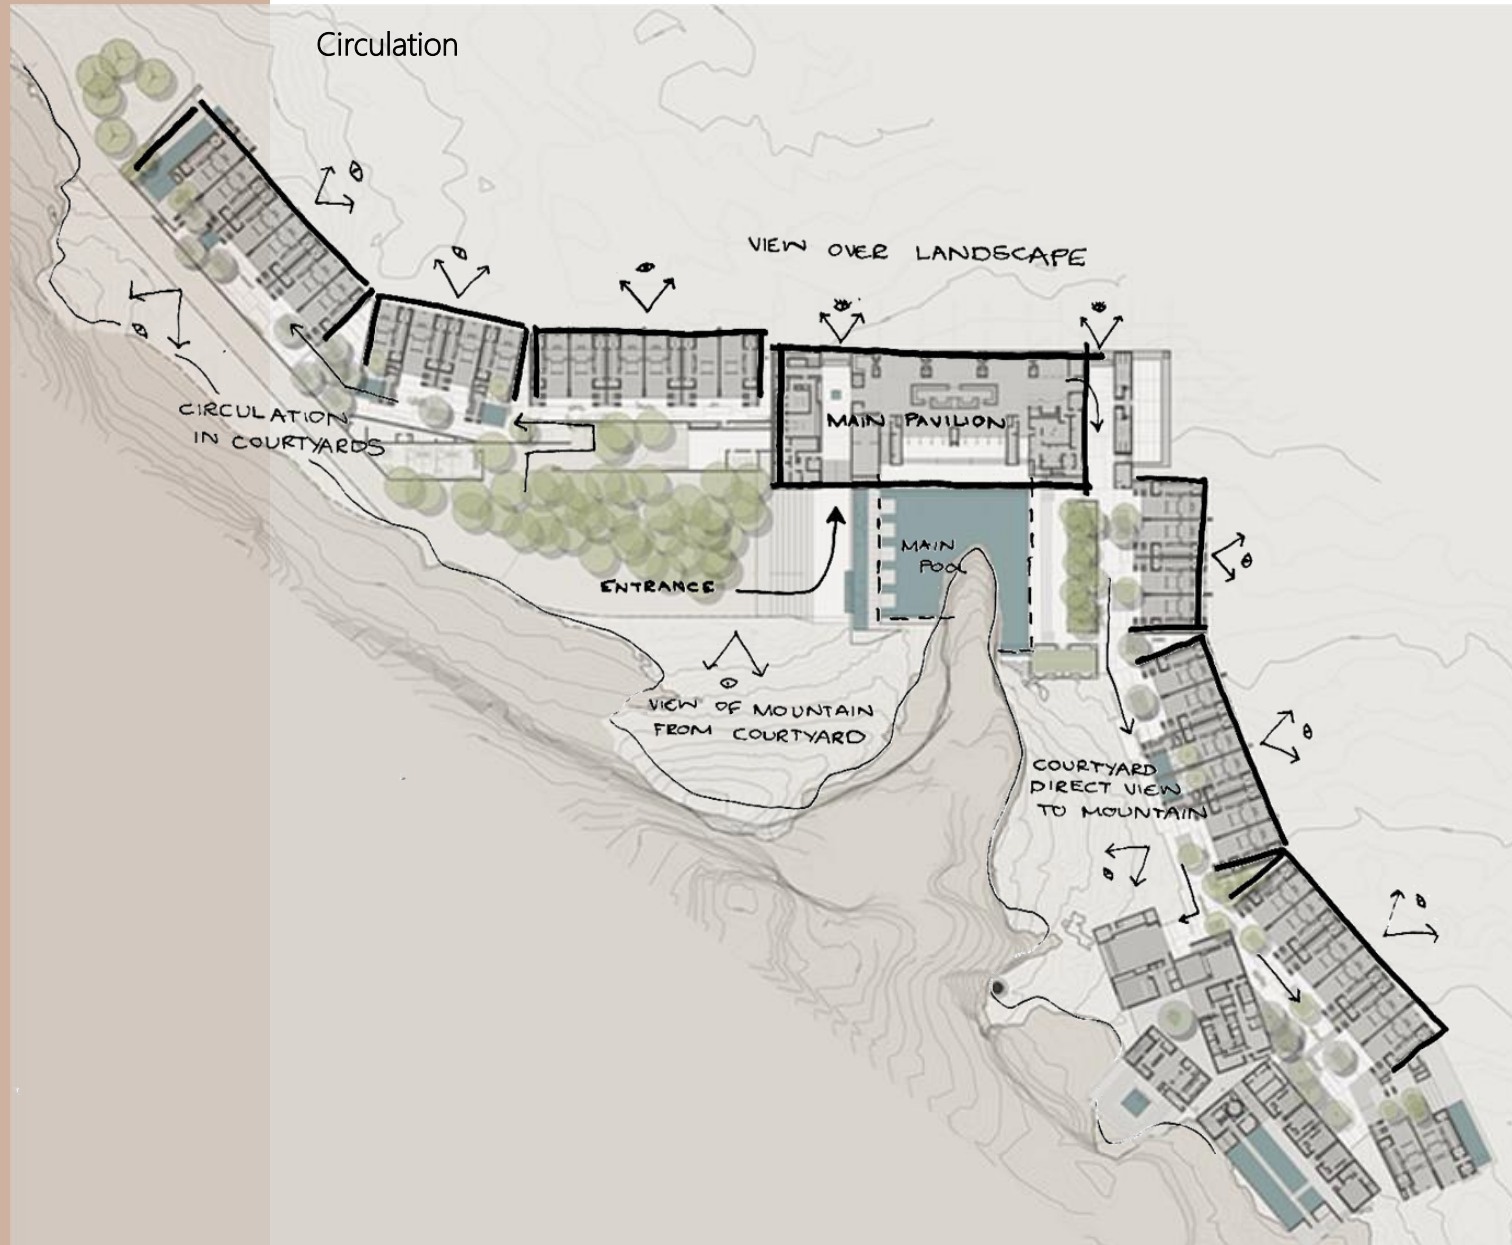 Circulation
VIEW OVER LANDSCAPE
CIRCULATION
IN COURTYARDS
MAIN PAVILION
MAIN
POOL
ENTRANCE
VIEW OF MOUNTAIN
FROM COURTYARD
COURTYARD
DIRECT VIEW
TO MOUNTAIN